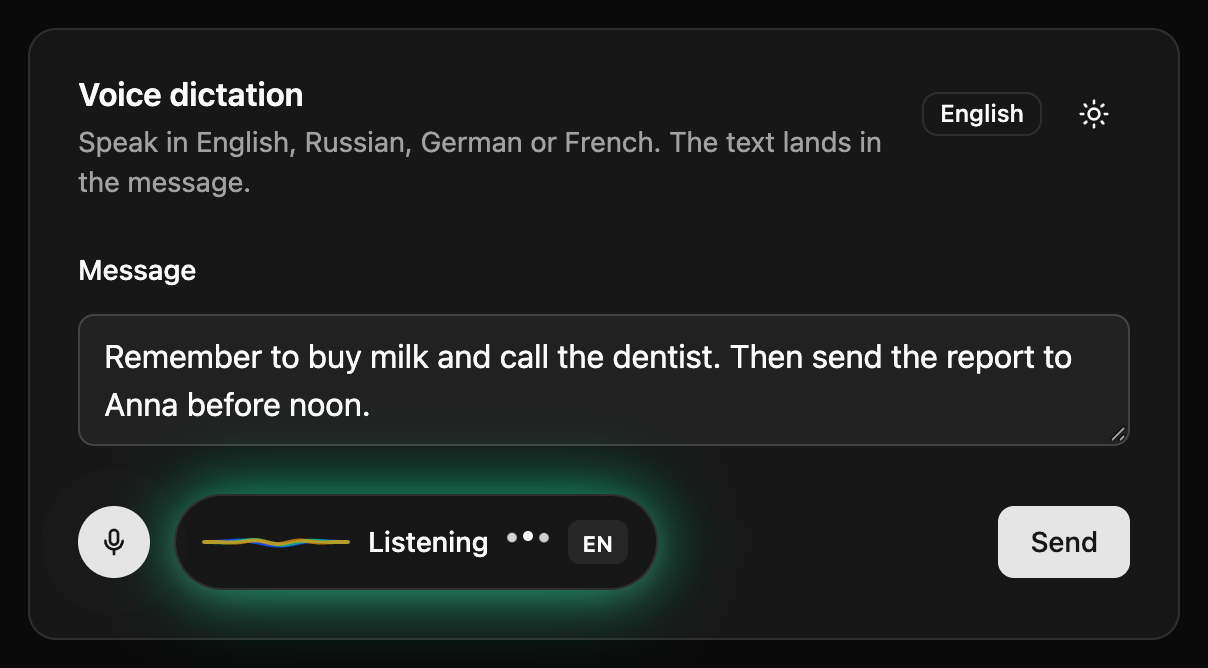 Voice dictation
English
Speak in English, Russian, German or French. The text lands in
the message.
Message
Remember to buy milk and call the dentist. Then send the report to
Anna before noon.
Listening
EN
Send